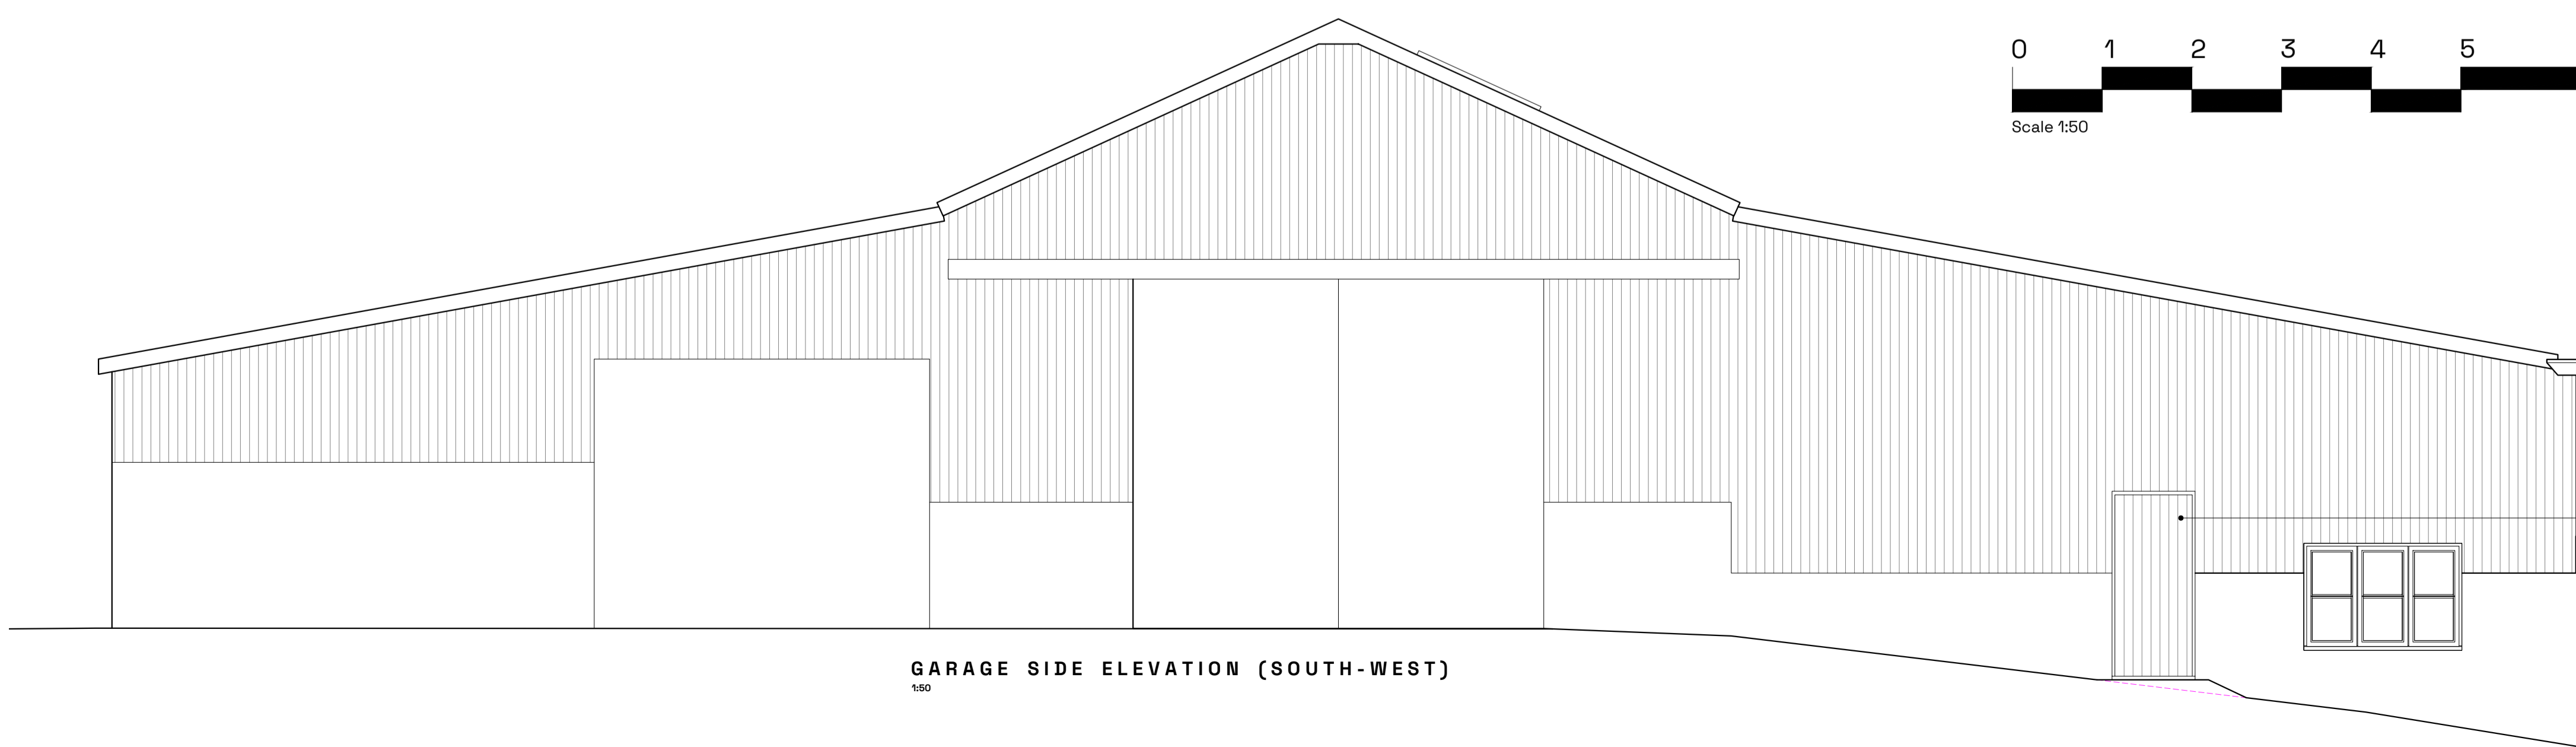 0 1 2 3 4 5
Scale 1:50
GARAGE SIDE ELEVATION (SOUTH-WEST)
1:50